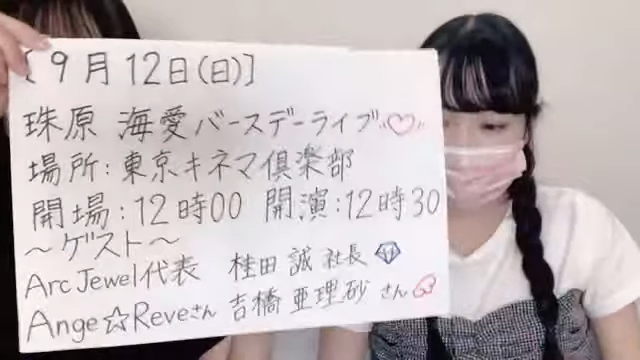 [9月12日(日)]
珠原 海愛バースデーライブ♡
場所:東京キネマ倶楽部
開場:12時00 開演:12時30
～ゲスト～
ArcJewel代表 桂田 誠 社長
Ange☆Reveさん 吉橋 亜理砂 さん